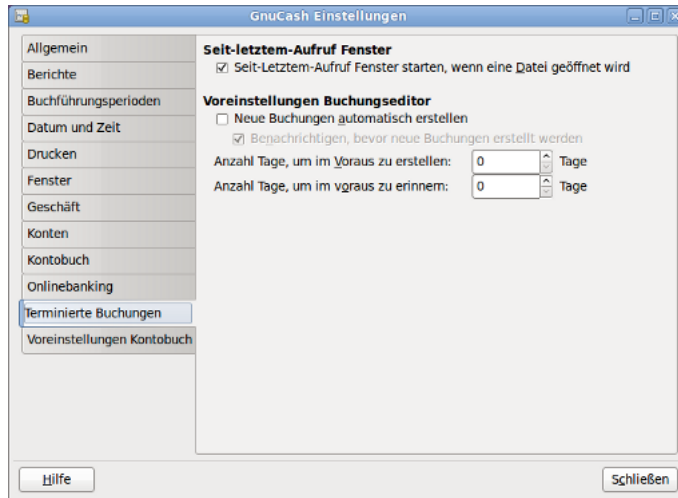 GnuCash Einstellungen
Allgemein
Berichte
Buchführungsperioden
Datum und Zeit
Drucken
Fenster
Geschäft
Konten
Kontobuch
Onlinebanking
Terminierte Buchungen
Voreinstellungen Kontobuch
Seit-letztem-Aufruf Fenster
Seit-Letztem-Aufruf Fenster starten, wenn eine Datei geöffnet wird
Voreinstellungen Buchungseditor
Neue Buchungen automatisch erstellen
Benachrichtigen, bevor neue Buchungen erstellt werden
Anzahl Tage, um im Voraus zu erstellen: 0 Tage
Anzahl Tage, um im voraus zu erinnern: 0 Tage
Hilfe
Schließen